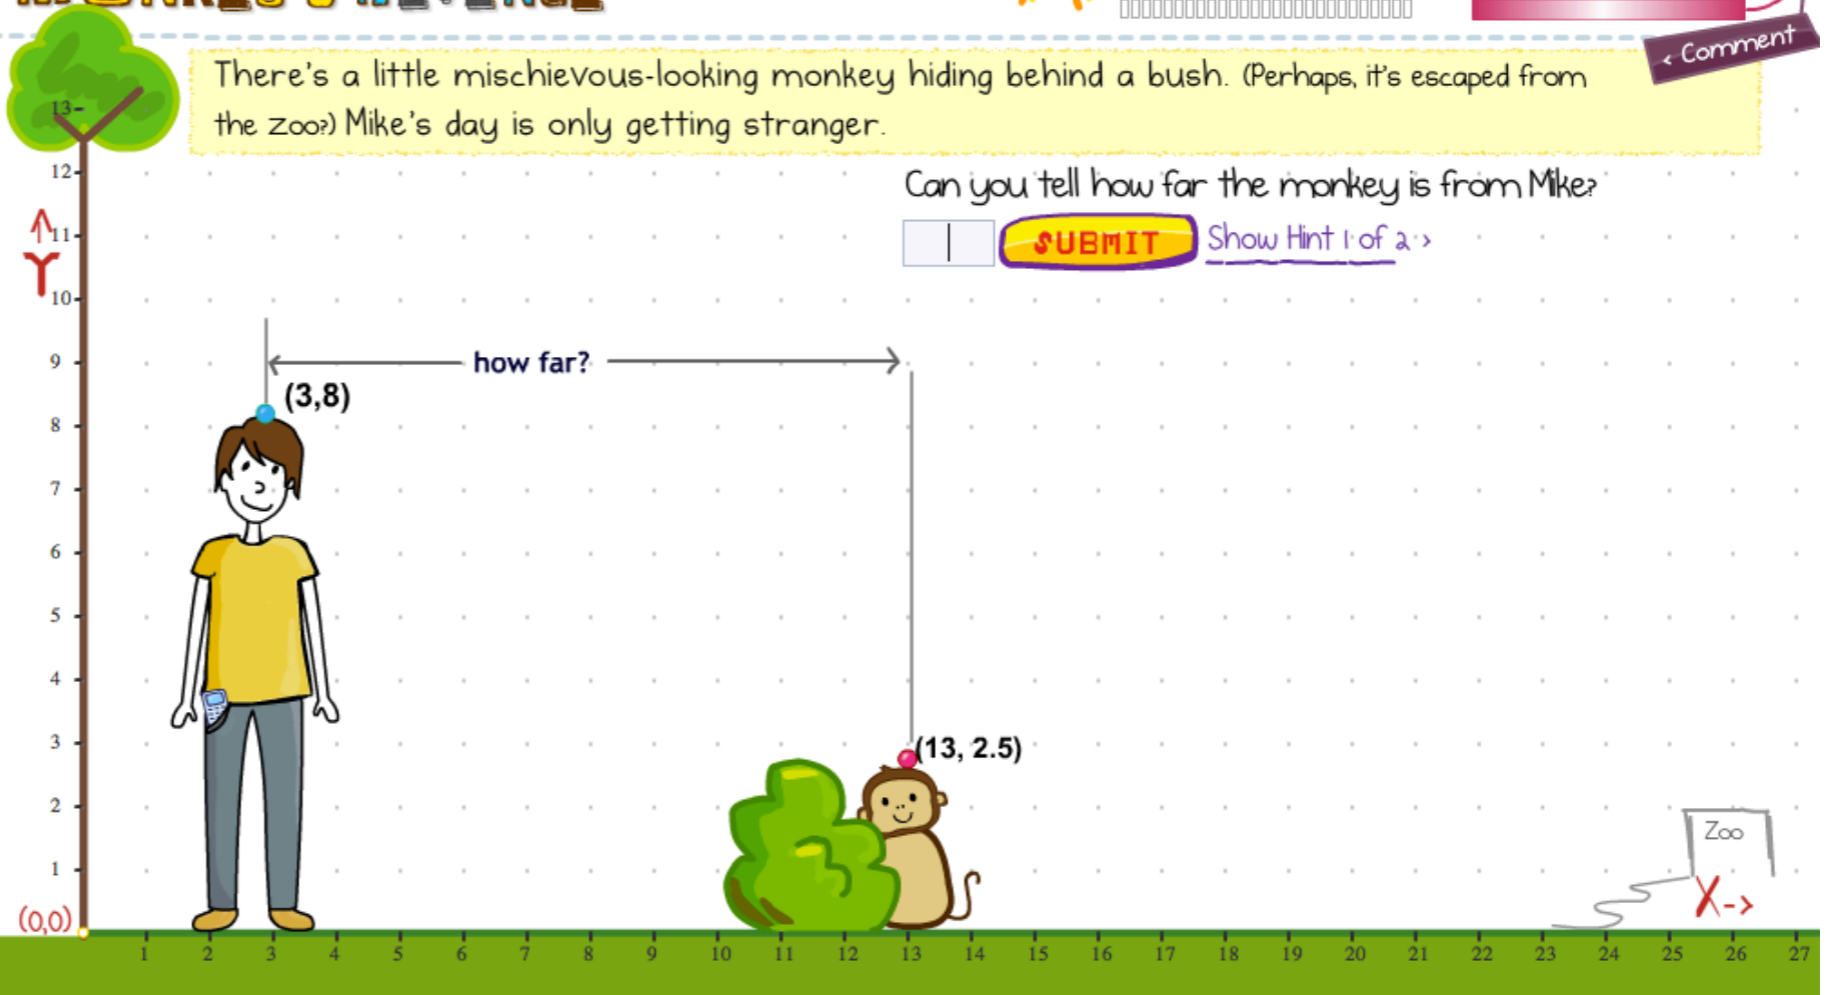 < Comment
There's a little mischievous-looking monkey hiding behind a bush. (Perhaps, it's escaped from
the Zoo?) Mike's day is only getting stranger.
Can you tell how far the monkey is from Mike?
SUBMIT Show Hint 1 of 2 >
13
12
11
Y
10
9
how far?
(3,8)
8
7
6
5
4
3
(13, 2.5)
2
Zoo
1
X->
(0,0)
1 2 3 4 5 6 7 8 9 10 11 12 13 14 15 16 17 18 19 20 21 22 23 24 25 26 27